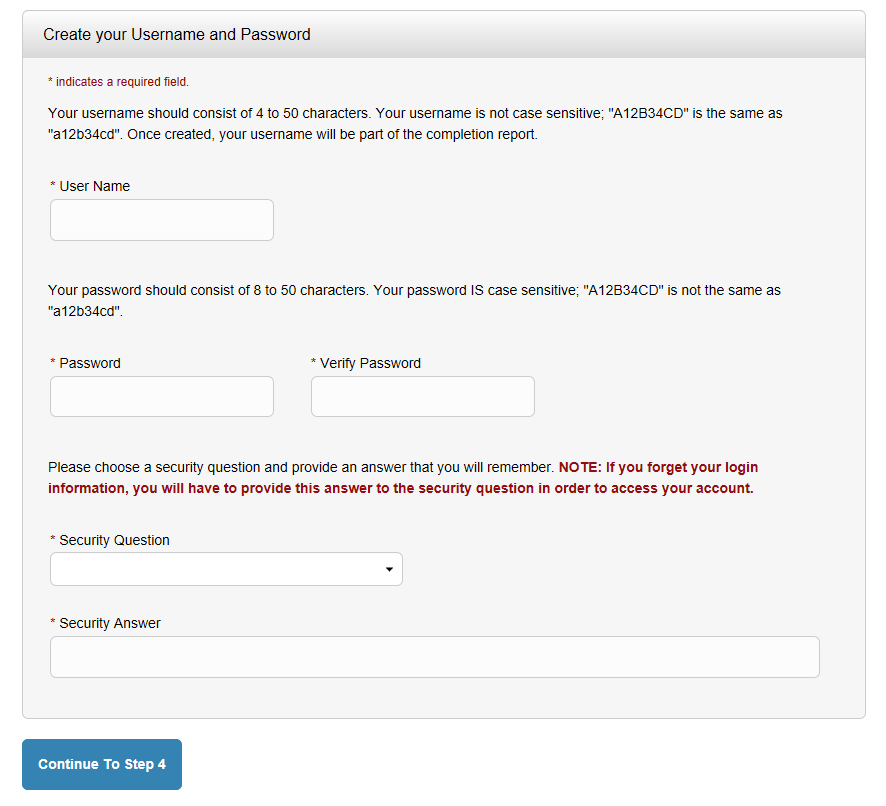 Create your Username and Password
* indicates a required field.
Your username should consist of 4 to 50 characters. Your username is not case sensitive; "A12B34CD" is the same as
"a12b34cd". Once created, your username will be part of the completion report.
* User Name
Your password should consist of 8 to 50 characters. Your password IS case sensitive; "A12B34CD" is not the same as
"a12b34cd".
* Password
* Verify Password
Please choose a security question and provide an answer that you will remember. NOTE: If you forget your login
information, you will have to provide this answer to the security question in order to access your account.
* Security Question
* Security Answer
Continue To Step 4